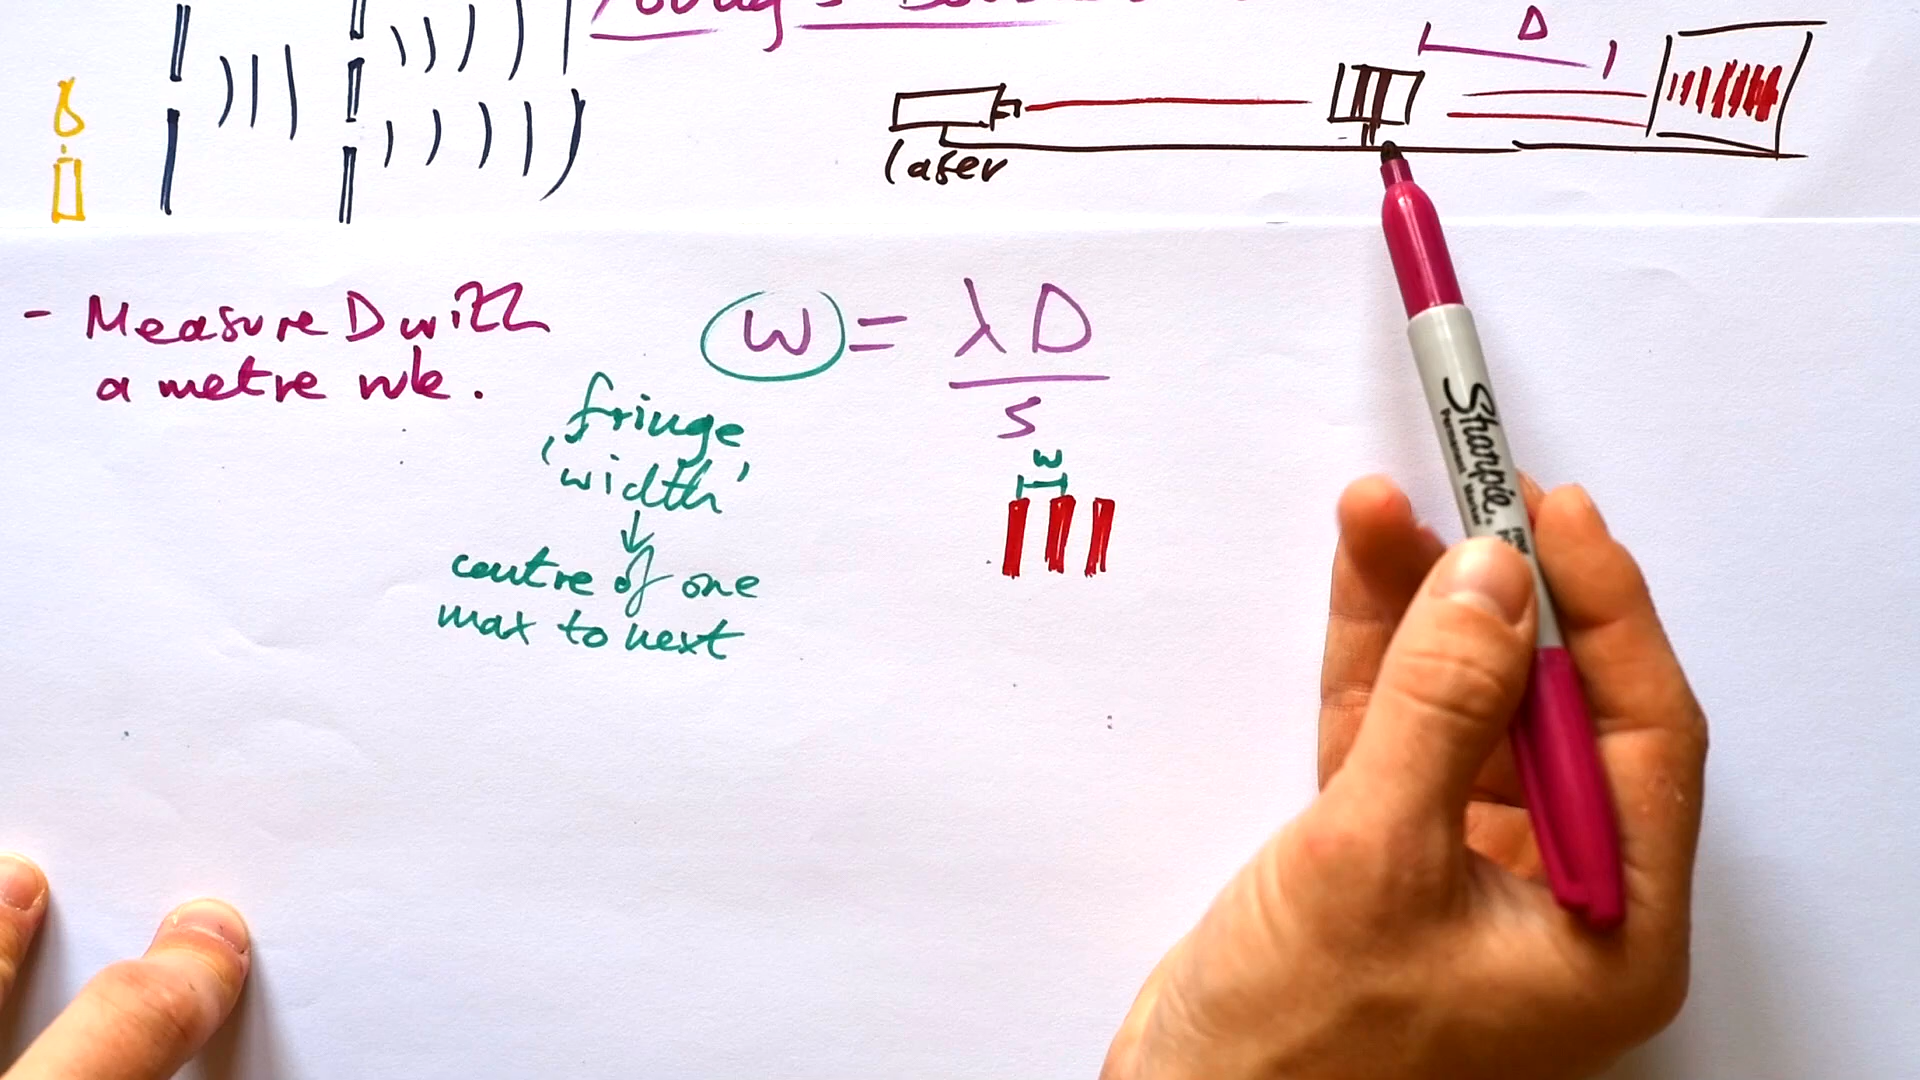 D
laser
- Measure D with
a metre rule.
w = λD
s
fringe
'width'
↓
centre of one
max to next
w
Sharpie